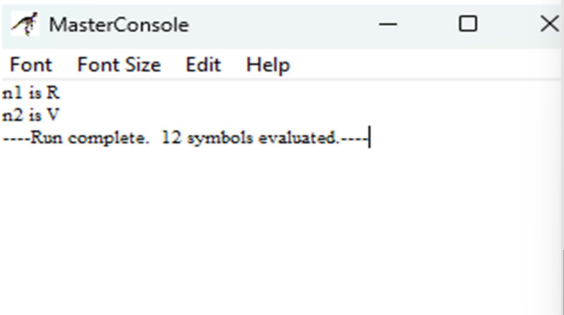 MasterConsole
Font Font Size Edit Help
n1 is R
n2 is V
----Run complete.  12 symbols evaluated.----